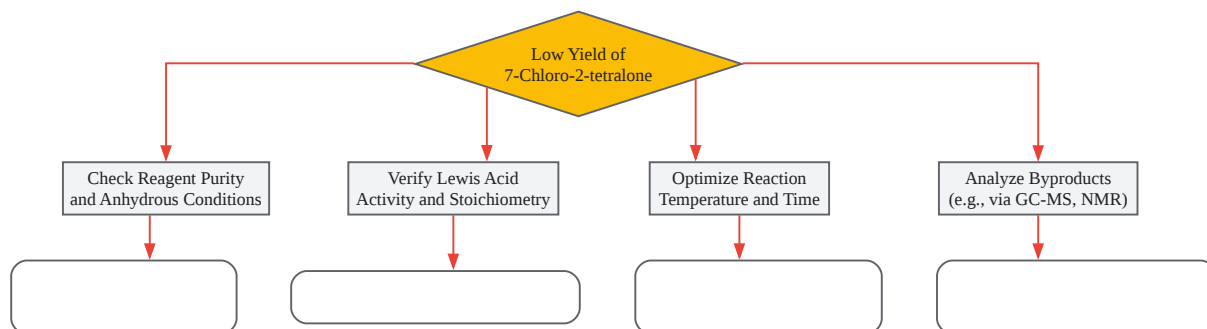 Low Yield of
7-Chloro-2-tetralone
Check Reagent Purity
and Anhydrous Conditions
Verify Lewis Acid
Activity and Stoichiometry
Optimize Reaction
Temperature and Time
Analyze Byproducts
(e.g., via GC-MS, NMR)